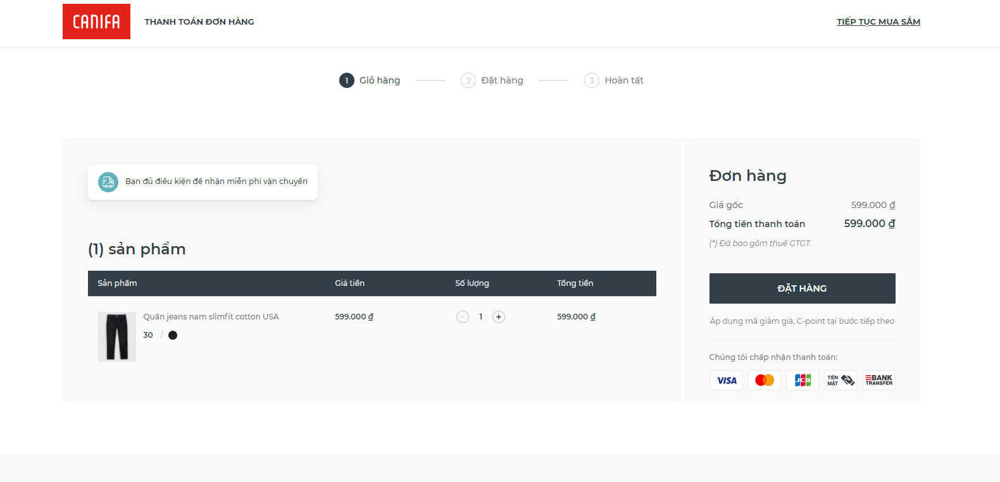 CANIFA
THANH TOÁN ĐƠN HÀNG
TIẾP TỤC MUA SẮM
1 Giỏ hàng
2 Đặt hàng
3 Hoàn tất
Bạn đủ điều kiện để nhận miễn phí vận chuyển
(1) sản phẩm
Sản phẩm Giá tiền Số lượng Tổng tiền
Quần jeans nam slimfit cotton USA 599.000 ₫ − 1 + 599.000 ₫
30 /
Đơn hàng
Giá gốc 599.000 ₫
Tổng tiền thanh toán 599.000 ₫
(*) Đã bao gồm thuế GTGT.
ĐẶT HÀNG
Áp dụng mã giảm giá, C-point tại bước tiếp theo
Chúng tôi chấp nhận thanh toán:
VISA
JCB
TIỀN
MẶT
BANK
TRANSFER